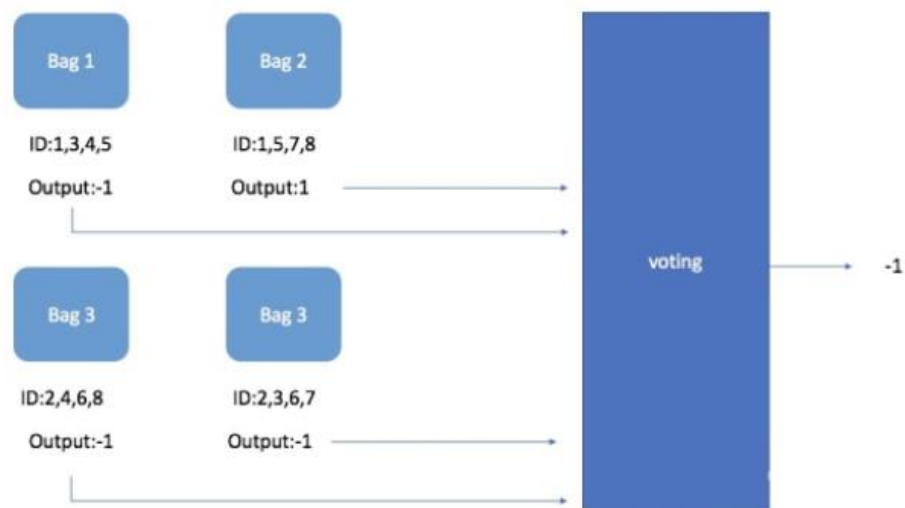 Bag 1
Bag 2
ID:1,3,4,5
ID:1,5,7,8
Output:-1
Output:1
voting
-1
Bag 3
Bag 3
ID:2,4,6,8
ID:2,3,6,7
Output:-1
Output:-1